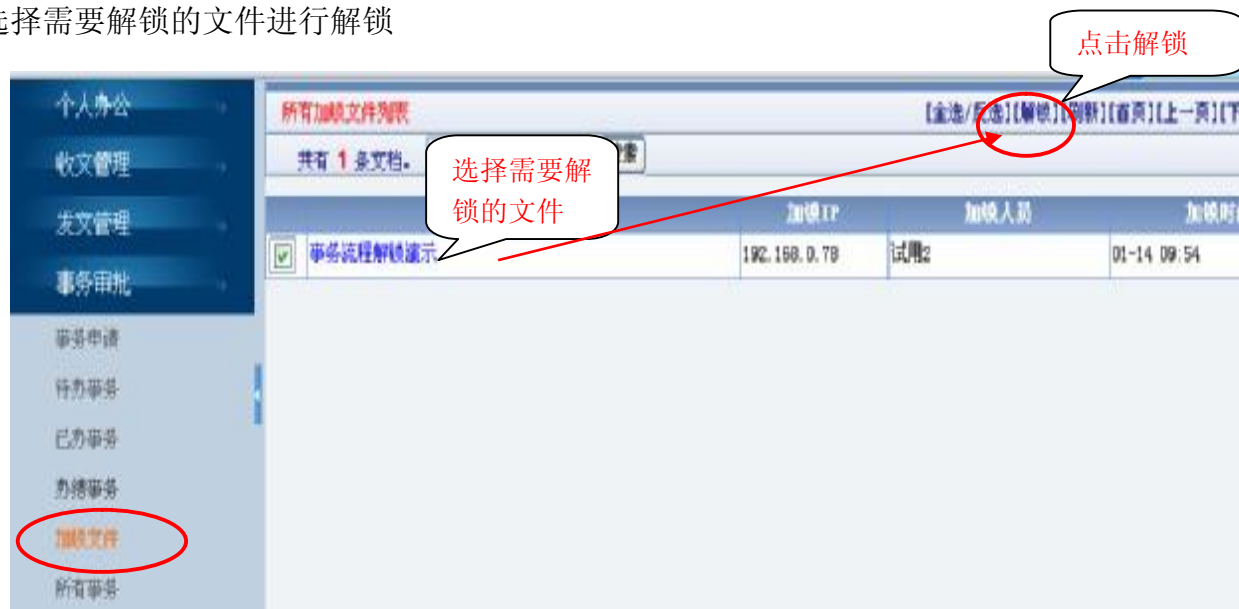 选择需要解锁的文件进行解锁
点击解锁
个人办公
收文管理
发文管理
事务审批
事务申请
待办事务
已办事务
办结事务
加锁文件
所有事务
所有加锁文件列表
[全选/反选][解锁][刷新][首页][上一页][下
共有 1 条文档。
索
选择需要解
锁的文件
加锁IP
加锁人员
加锁时
事务流程解锁演示
192.168.0.78
试用2
01-14 09:54